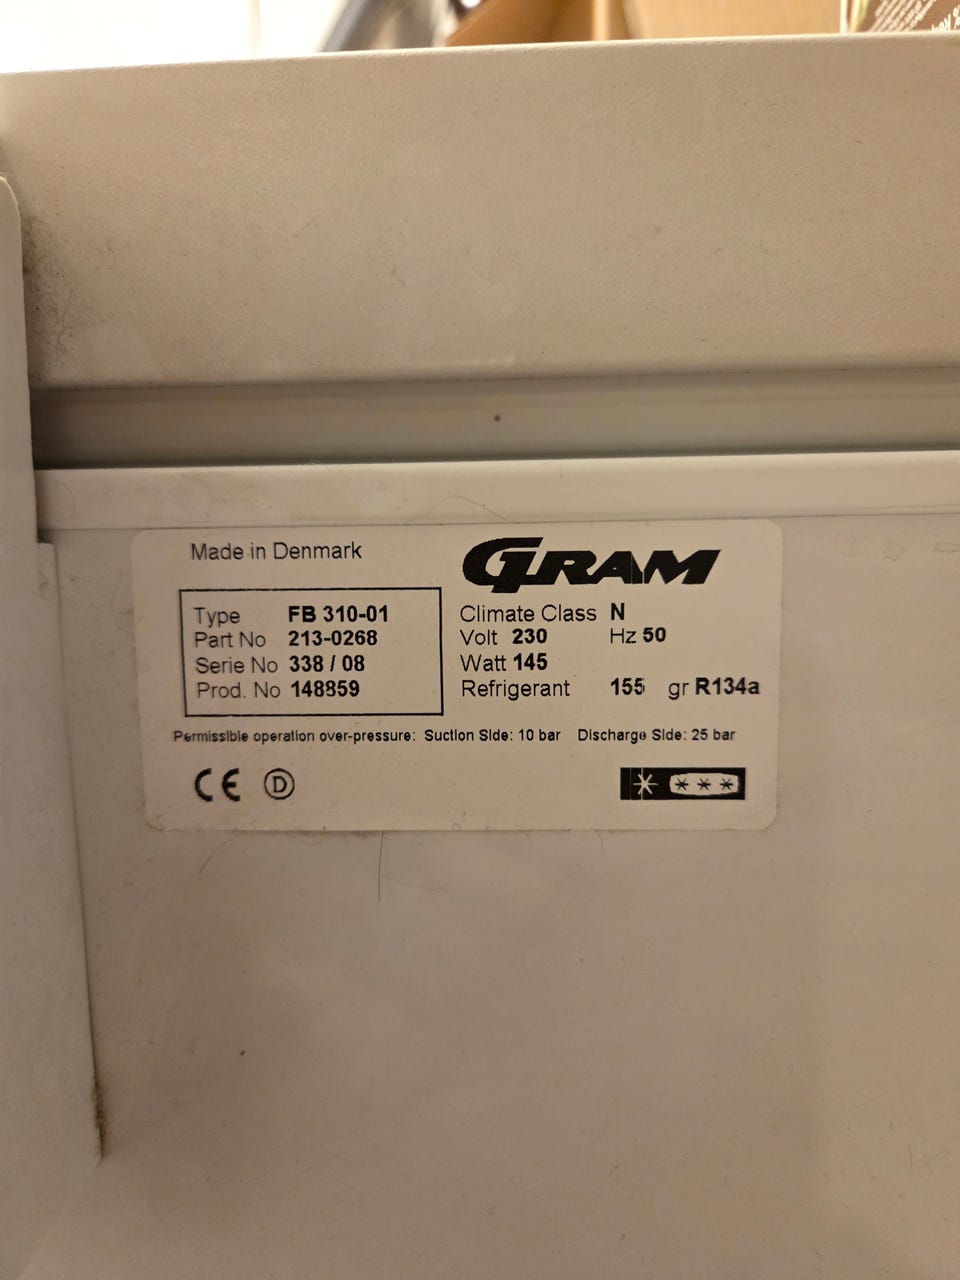 Made in Denmark
GRAM
Type FB 310-01
Part No 213-0268
Serie No 338 / 08
Prod. No 148859
Climate Class N
Volt 230 Hz 50
Watt 145
Refrigerant 155 gr R134a
Permissible operation over-pressure: Suction Side: 10 bar Discharge Side: 25 bar
CE D